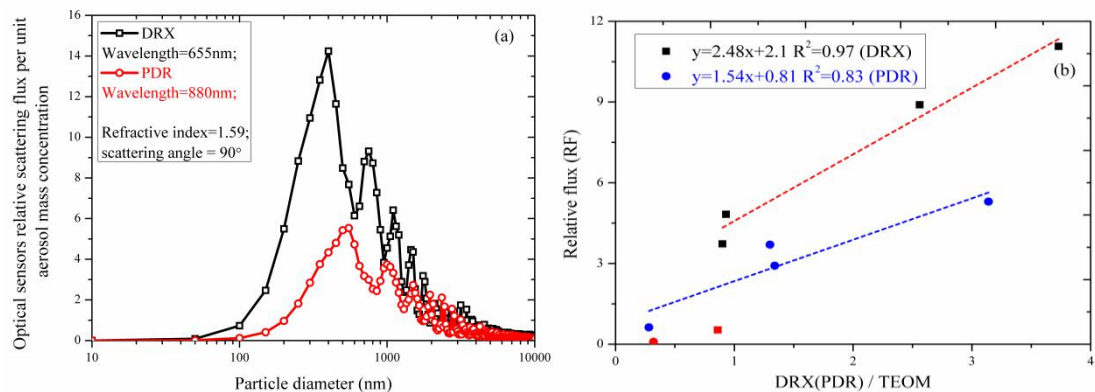 Optical sensors relative scattering flux per unit
aerosol mass concentration
16
14
12
10
8
6
4
2
0
DRX
Wavelength=655nm;
PDR
Wavelength=880nm;
Refractive index=1.59;
scattering angle = 90°
(a)
10 100 1000 10000
Particle diameter (nm)
Relative flux (RF)
12
9
6
3
0
y=2.48x+2.1 R²=0.97 (DRX)
y=1.54x+0.81 R²=0.83 (PDR)
(b)
0 1 2 3 4
DRX(PDR) / TEOM